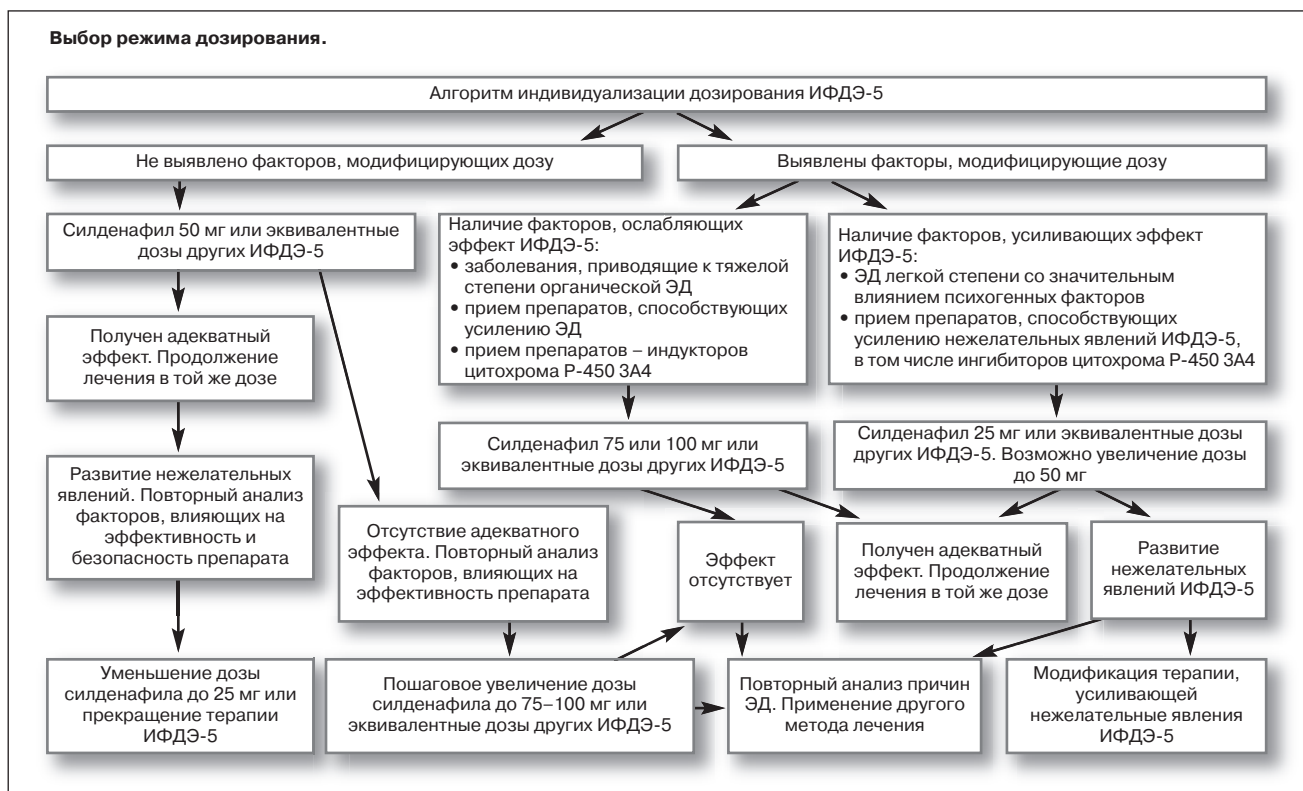 Выбор режима дозирования.
Алгоритм индивидуализации дозирования ИФДЭ-5
Не выявлено факторов, модифицирующих дозу
Выявлены факторы, модифицирующие дозу
Силденафил 50 мг или эквивалентные
дозы других ИФДЭ-5
Наличие факторов, ослабляющих
эффект ИФДЭ-5:
• заболевания, приводящие к тяжелой
степени органической ЭД
• прием препаратов, способствующих
усилению ЭД
• прием препаратов – индукторов
цитохрома P-450 3A4
Наличие факторов, усиливающих эффект
ИФДЭ-5:
• ЭД легкой степени со значительным
влиянием психогенных факторов
• прием препаратов, способствующих
усилению нежелательных явлений ИФДЭ-5,
в том числе ингибиторов цитохрома P-450 3A4
Получен адекватный
эффект. Продолжение
лечения в той же дозе
Силденафил 75 или 100 мг или
эквивалентные дозы других ИФДЭ-5
Силденафил 25 мг или эквивалентные дозы
других ИФДЭ-5. Возможно увеличение дозы
до 50 мг
Развитие нежелательных
явлений. Повторный анализ
факторов, влияющих на
эффективность и
безопасность препарата
Отсутствие адекватного
эффекта. Повторный анализ
факторов, влияющих на
эффективность препарата
Эффект
отсутствует
Получен адекватный
эффект. Продолжение
лечения в той же дозе
Развитие
нежелательных
явлений ИФДЭ-5
Уменьшение дозы
силденафила до 25 мг или
прекращение терапии
ИФДЭ-5
Пошаговое увеличение дозы
силденафила до 75–100 мг или
эквивалентные дозы других ИФДЭ-5
Повторный анализ причин
ЭД. Применение другого
метода лечения
Модификация терапии,
усиливающей
нежелательные явления
ИФДЭ-5